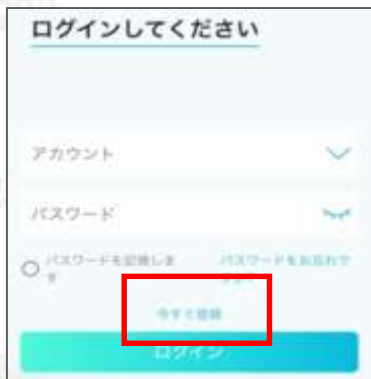 ログインしてください
アカウント
パスワード
パスワードを記憶しま
す
パスワードをお忘れで
すか？
今すぐ登録
ログイン